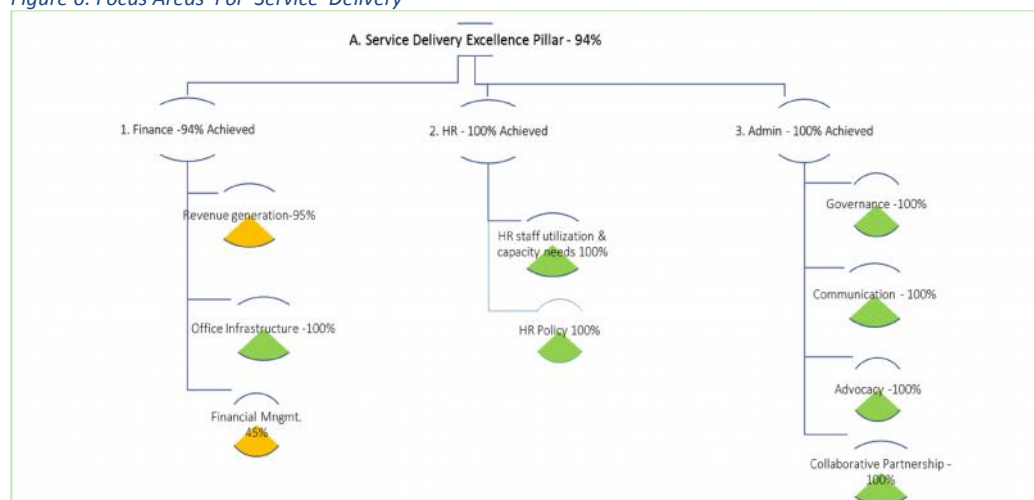 Figure 6: Focus Areas For Service Delivery
A. Service Delivery Excellence Pillar - 94%
1. Finance -94% Achieved
2. HR - 100% Achieved
3. Admin - 100% Achieved
Revenue generation-95%
Office Infrastructure -100%
Financial Mngmt.
45%
HR staff utilization &
capacity needs 100%
HR Policy 100%
Governance -100%
Communication - 100%
Advocacy -100%
Collaborative Partnership -
100%